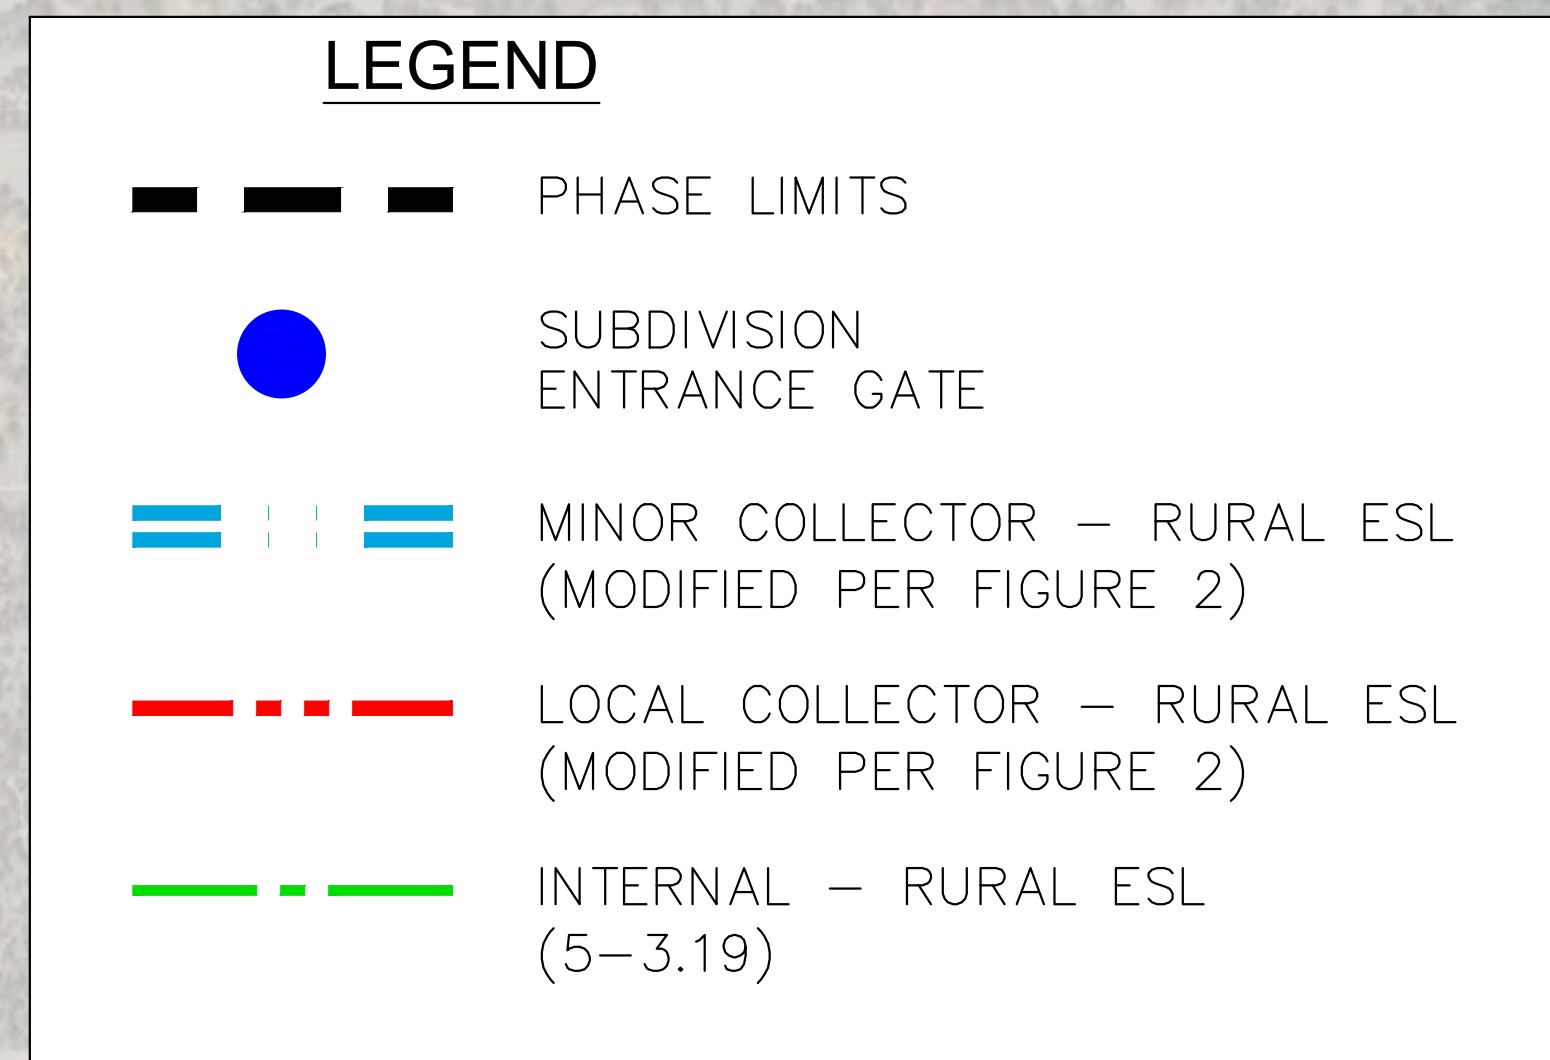 LEGEND
PHASE LIMITS
SUBDIVISION
ENTRANCE GATE
MINOR COLLECTOR – RURAL ESL
(MODIFIED PER FIGURE 2)
LOCAL COLLECTOR – RURAL ESL
(MODIFIED PER FIGURE 2)
INTERNAL – RURAL ESL
(5–3.19)